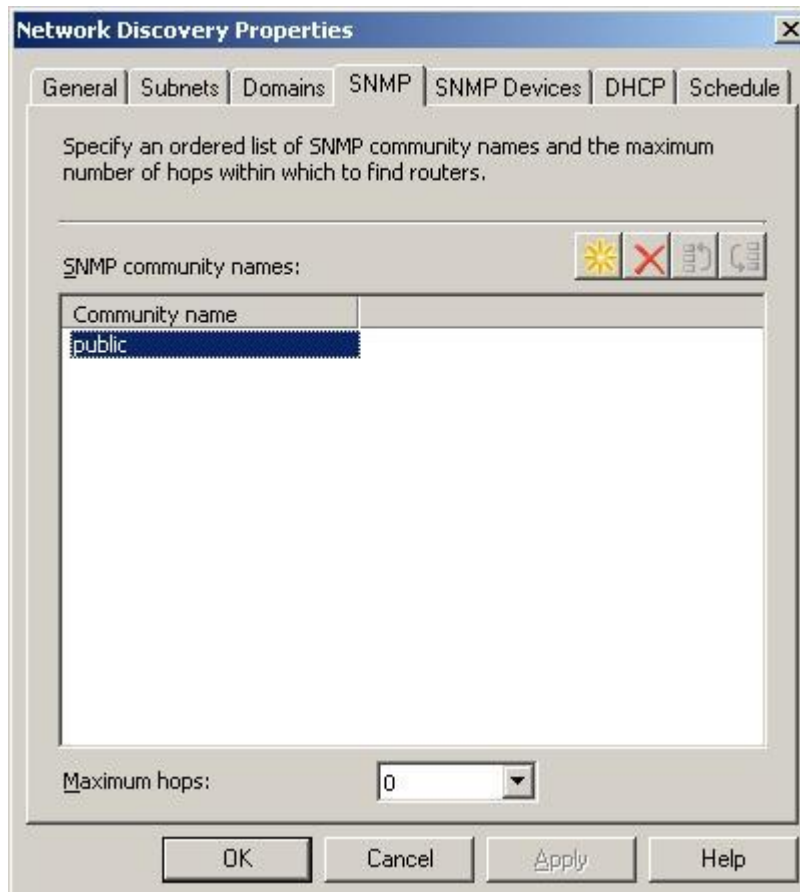 Network Discovery Properties
General Subnets Domains SNMP SNMP Devices DHCP Schedule
Specify an ordered list of SNMP community names and the maximum
number of hops within which to find routers.
SNMP community names:
Community name
public
Maximum hops: 0
OK Cancel Apply Help